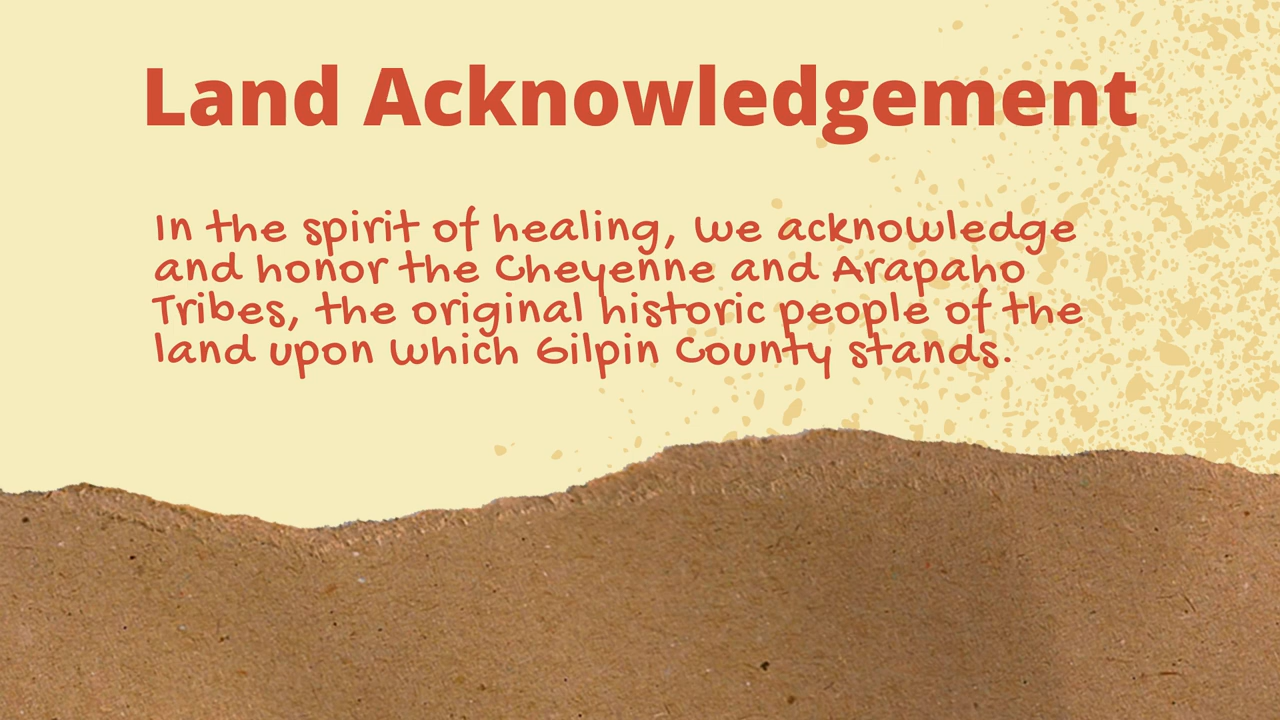 Land Acknowledgement
In the spirit of healing, we acknowledge
and honor the Cheyenne and Arapaho
Tribes, the original historic people of the
land upon which Gilpin County stands.